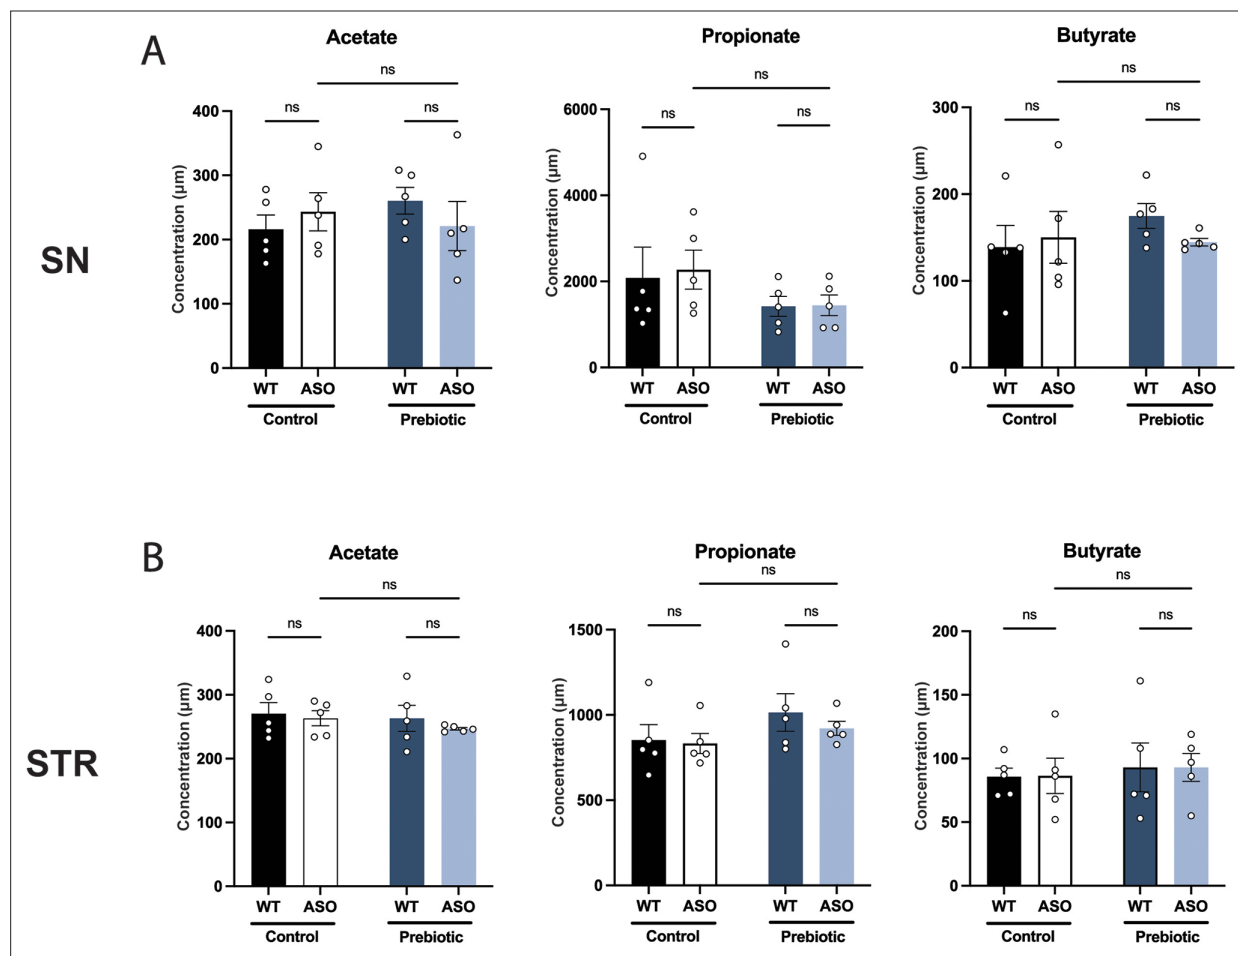 A
SN
Acetate
ns
ns
ns
Concentration (μm)
400
300
200
100
0
WT ASO WT ASO
Control Prebiotic
Propionate
ns
ns
ns
Concentration (μm)
6000
4000
2000
0
WT ASO WT ASO
Control Prebiotic
Butyrate
ns
ns
ns
Concentration (μm)
300
200
100
0
WT ASO WT ASO
Control Prebiotic
B
STR
Acetate
ns
ns
ns
Concentration (μm)
400
300
200
100
0
WT ASO WT ASO
Control Prebiotic
Propionate
ns
ns
ns
Concentration (μm)
1500
1000
500
0
WT ASO WT ASO
Control Prebiotic
Butyrate
ns
ns
ns
Concentration (μm)
200
150
100
50
0
WT ASO WT ASO
Control Prebiotic